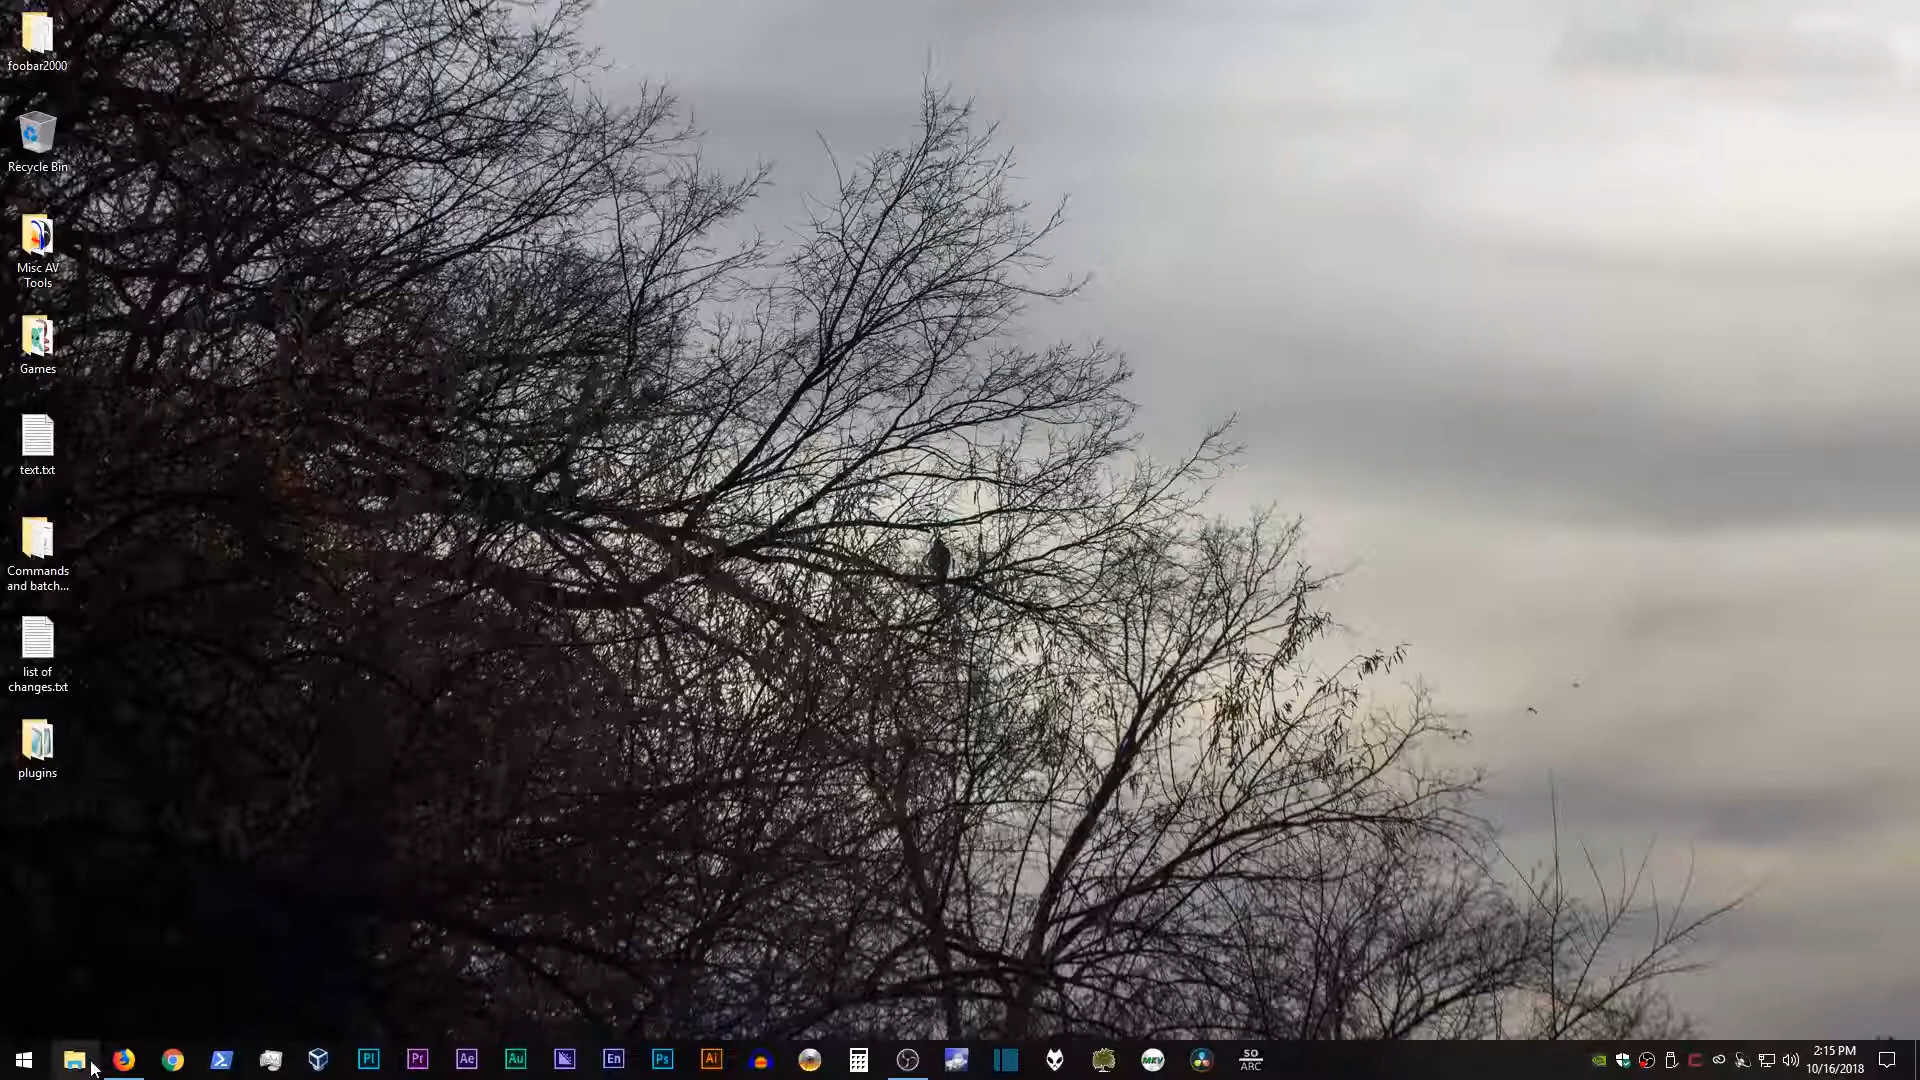 foobar2000
Recycle Bin
Misc AV
Tools
Games
text.txt
Commands
and batch...
list of
changes.txt
plugins
Pl
Pr
Ae
Au
En
Ps
Ai
MKV
SO
ARC
2:15 PM
10/16/2018